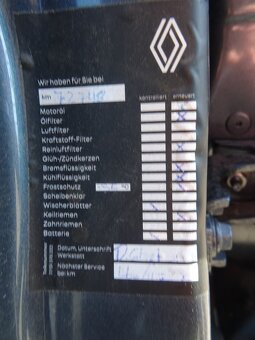 Wir haben für Sie bei
km
kontrolliert erneuert
Motoröl
Ölfilter
Luftfilter
Kraftstoff-Filter
Reinluftfilter
Glüh-/Zündkerzen
Bremsflüssigkeit
Kühlflüssigkeit
Frostschutz
Scheibenklar
Wischerblätter
Keilriemen
Zahnriemen
Batterie
Datum, Unterschrift
Werkstatt
Nächster Service
bei km